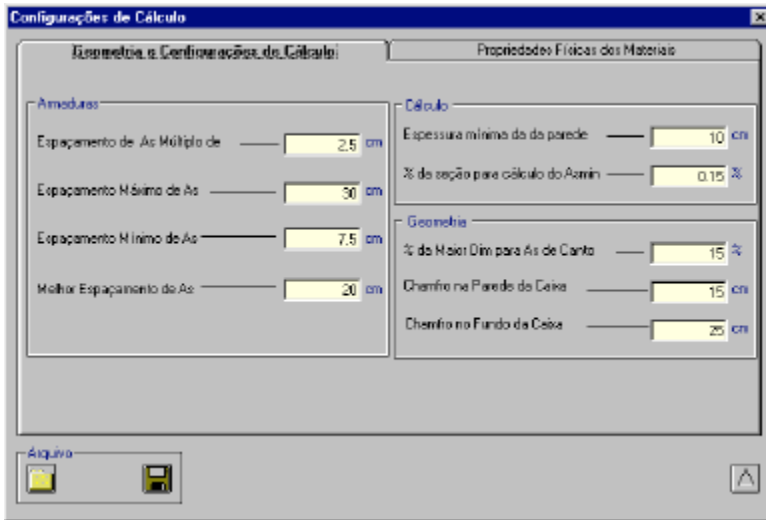 Configurações de Cálculo
Geometria e Configurações de Cálculo
Propriedades Físicas dos Materiais
Armaduras
Espaçamento de As Múltiplo de 2.5 cm
Espaçamento Máximo de As 30 cm
Espaçamento Mínimo de As 7.5 cm
Melhor Espaçamento de As 20 cm
Cálculo
Espessura mínima da da parede 10 cm
% da seção para cálculo do Asmin 0.15 %
Geometria
% da Maior Dim para As de Canto 15 %
Chamfro na Parede da Caixa 15 cm
Chamfro no Fundo da Caixa 25 cm
Arquivo